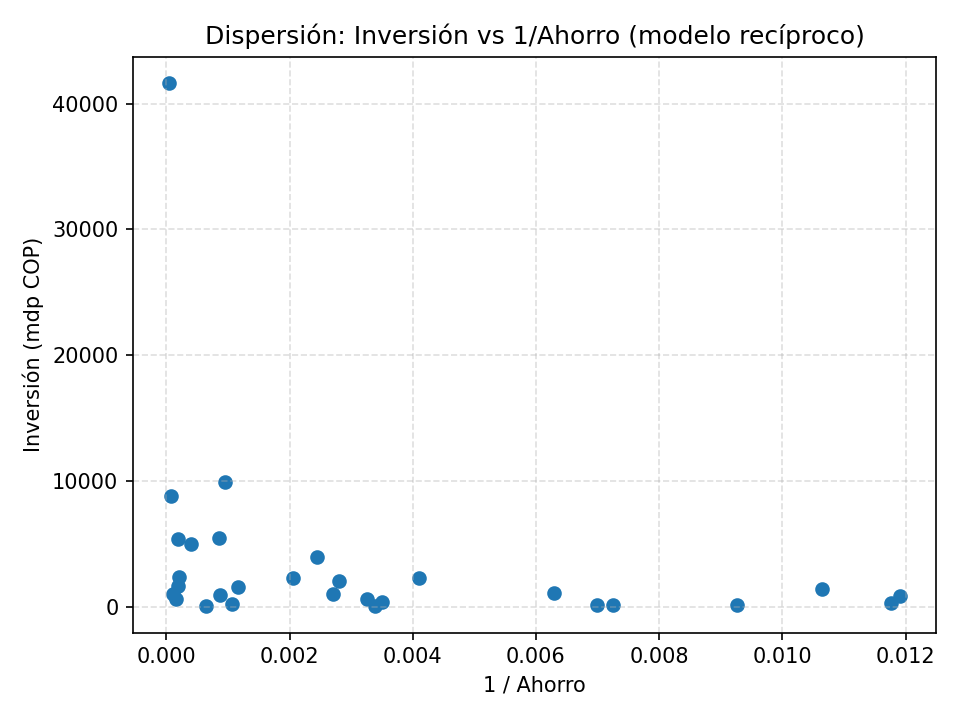 Dispersión: Inversión vs 1/Ahorro (modelo recíproco)
Inversión (mdp COP)
40000
30000
20000
10000
0
0.000 0.002 0.004 0.006 0.008 0.010 0.012
1 / Ahorro